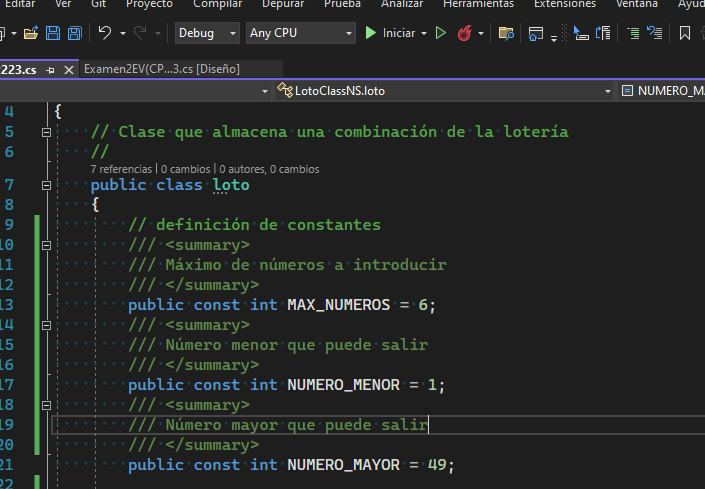 Editar Ver Git Proyecto Compilar Depurar Prueba Analizar Herramientas Extensiones Ventana Ayu
Debug Any CPU Iniciar
223.cs Examen2EV(CP...3.cs [Diseño]
LotoClassNS.loto NUMERO_MA
4 {
5 // Clase que almacena una combinación de la lotería
6 //
7 referencias | 0 cambios | 0 autores, 0 cambios
7 public class loto
8 {
9 // definición de constantes
10 /// <summary>
11 /// Máximo de números a introducir
12 /// </summary>
13 public const int MAX_NUMEROS = 6;
14 /// <summary>
15 /// Número menor que puede salir
16 /// </summary>
17 public const int NUMERO_MENOR = 1;
18 /// <summary>
19 /// Número mayor que puede salir
20 /// </summary>
21 public const int NUMERO_MAYOR = 49;
22